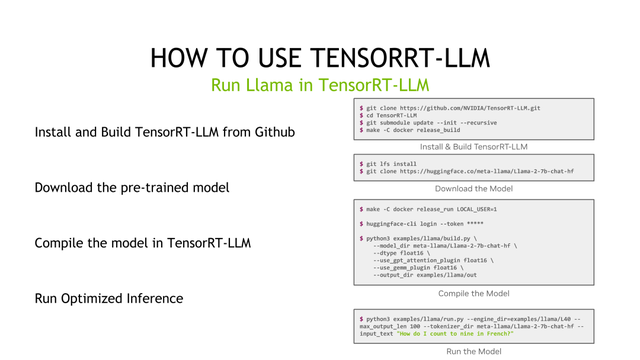 HOW TO USE TENSORRT-LLM
Run Llama in TensorRT-LLM
Install and Build TensorRT-LLM from Github
$ git clone https://github.com/NVIDIA/TensorRT-LLM.git
$ cd TensorRT-LLM
$ git submodule update --init --recursive
$ make -C docker release_build
Install & Build TensorRT-LLM
Download the pre-trained model
$ git lfs install
$ git clone https://huggingface.co/meta-llama/Llama-2-7b-chat-hf
Download the Model
Compile the model in TensorRT-LLM
$ make -C docker release_run LOCAL_USER=1
$ huggingface-cli login --token *****
$ python3 examples/llama/build.py \
--model_dir meta-llama/Llama-2-7b-chat-hf \
--dtype float16 \
--use_gpt_attention_plugin float16 \
--use_gemm_plugin float16 \
--output_dir examples/llama/out
Compile the Model
Run Optimized Inference
$ python3 examples/llama/run.py --engine_dir=examples/llama/L40 --
max_output_len 100 --tokenizer_dir meta-llama/Llama-2-7b-chat-hf --
input_text "How do I count to nine in French?"
Run the Model